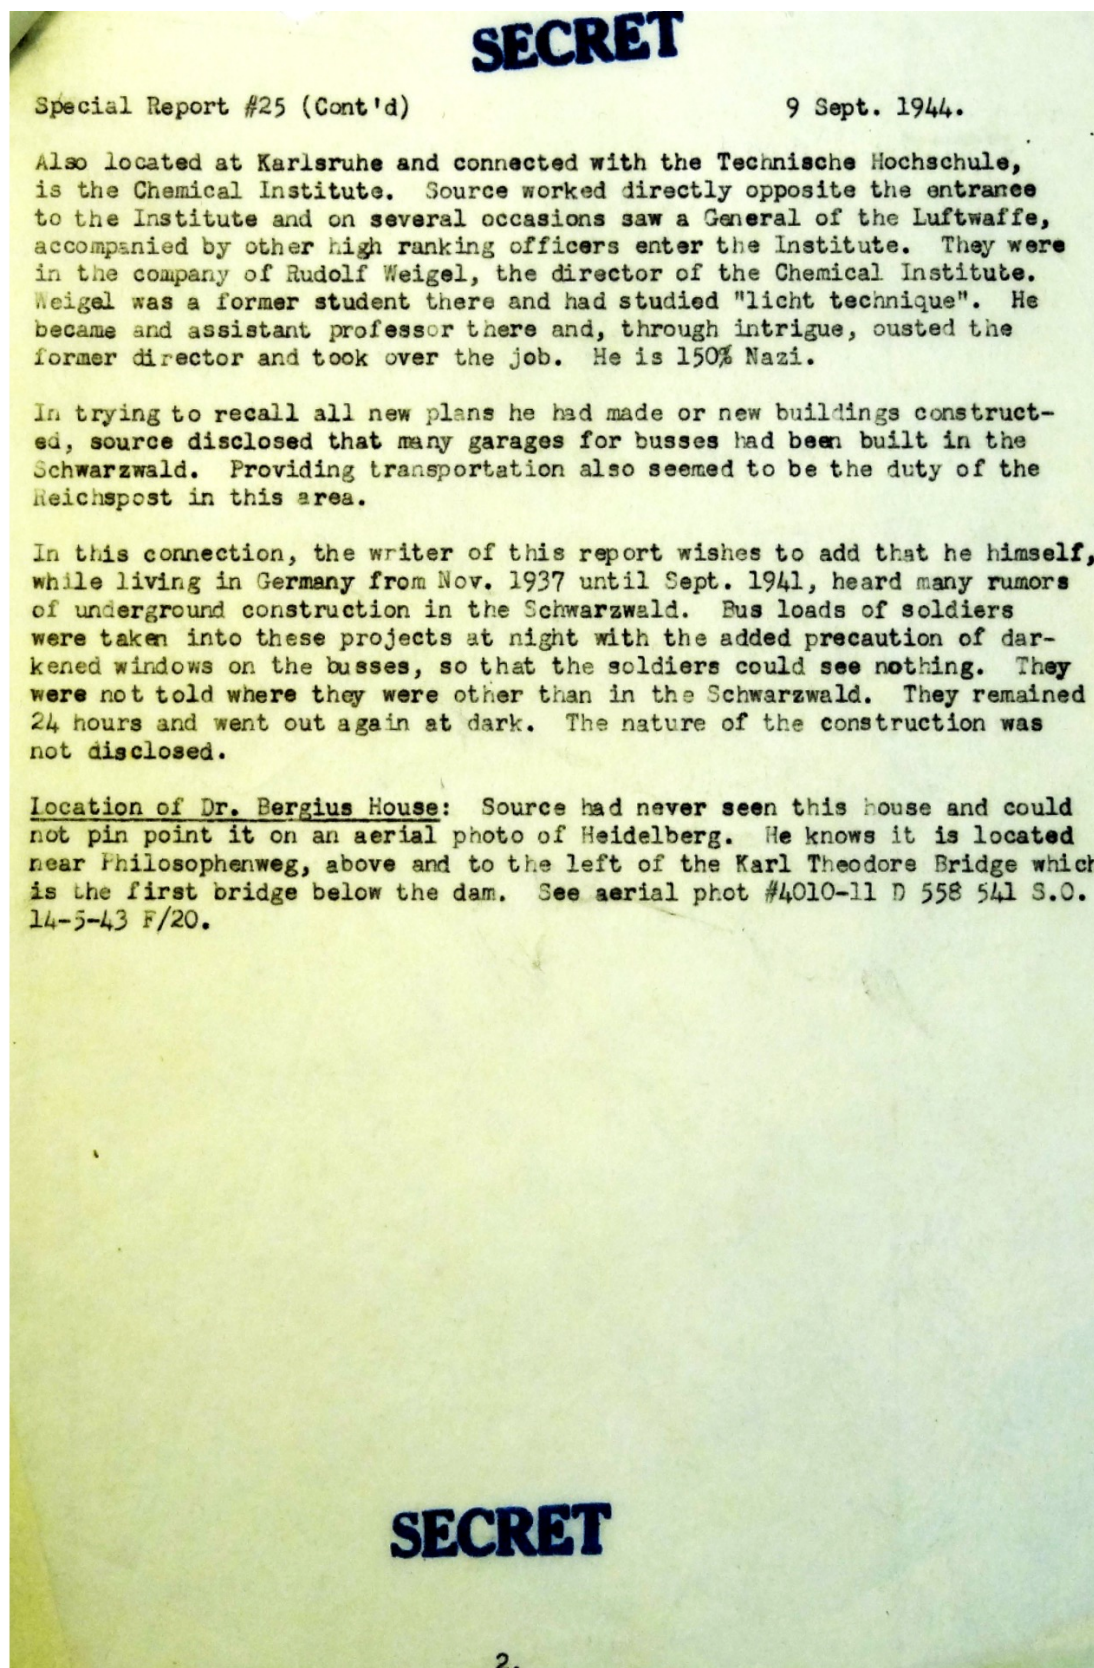 SECRET
Special Report #25 (Cont'd) 9 Sept. 1944.
Also located at Karlsruhe and connected with the Technische Hochschule,
is the Chemical Institute. Source worked directly opposite the entrance
to the Institute and on several occasions saw a General of the Luftwaffe,
accompanied by other high ranking officers enter the Institute. They were
in the company of Rudolf Weigel, the director of the Chemical Institute.
Weigel was a former student there and had studied "licht technique". He
became and assistant professor there and, through intrigue, ousted the
former director and took over the job. He is 150% Nazi.
In trying to recall all new plans he had made or new buildings construct-
ed, source disclosed that many garages for busses had been built in the
Schwarzwald. Providing transportation also seemed to be the duty of the
Reichspost in this area.
In this connection, the writer of this report wishes to add that he himself,
while living in Germany from Nov. 1937 until Sept. 1941, heard many rumors
of underground construction in the Schwarzwald. Bus loads of soldiers
were taken into these projects at night with the added precaution of dar-
kened windows on the busses, so that the soldiers could see nothing. They
were not told where they were other than in the Schwarzwald. They remained
24 hours and went out again at dark. The nature of the construction was
not disclosed.
Location of Dr. Bergius House: Source had never seen this house and could
not pin point it on an aerial photo of Heidelberg. He knows it is located
near Philosophenweg, above and to the left of the Karl Theodore Bridge which
is the first bridge below the dam. See aerial phot #4010-11 D 558 541 S.O.
14-5-43 F/20.
SECRET
2.